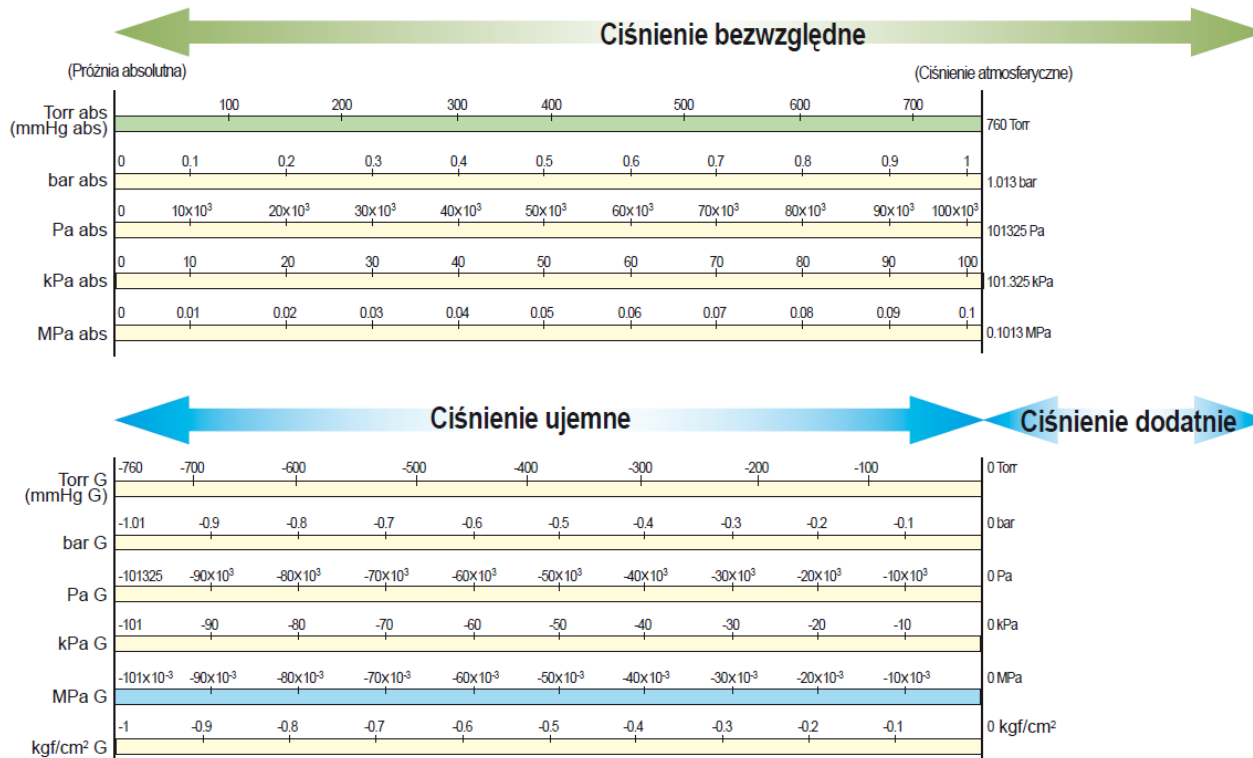 Ciśnienie bezwzględne
(Próżnia absolutna) (Ciśnienie atmosferyczne)
Torr abs 100 200 300 400 500 600 700
(mmHg abs) 760 Torr
0 0.1 0.2 0.3 0.4 0.5 0.6 0.7 0.8 0.9 1
bar abs 1.013 bar
0 10×10³ 20×10³ 30×10³ 40×10³ 50×10³ 60×10³ 70×10³ 80×10³ 90×10³ 100×10³
Pa abs 101325 Pa
0 10 20 30 40 50 60 70 80 90 100
kPa abs 101.325 kPa
0 0.01 0.02 0.03 0.04 0.05 0.06 0.07 0.08 0.09 0.1
MPa abs 0.1013 MPa
Ciśnienie ujemne Ciśnienie dodatnie
-760 -700 -600 -500 -400 -300 -200 -100 0 Torr
Torr G
(mmHg G)
-1.01 -0.9 -0.8 -0.7 -0.6 -0.5 -0.4 -0.3 -0.2 -0.1 0 bar
bar G
-101325 -90×10³ -80×10³ -70×10³ -60×10³ -50×10³ -40×10³ -30×10³ -20×10³ -10×10³ 0 Pa
Pa G
-101 -90 -80 -70 -60 -50 -40 -30 -20 -10 0 kPa
kPa G
-101×10⁻³ -90×10⁻³ -80×10⁻³ -70×10⁻³ -60×10⁻³ -50×10⁻³ -40×10⁻³ -30×10⁻³ -20×10⁻³ -10×10⁻³ 0 MPa
MPa G
-1 -0.9 -0.8 -0.7 -0.6 -0.5 -0.4 -0.3 -0.2 -0.1 0 kgf/cm²
kgf/cm² G